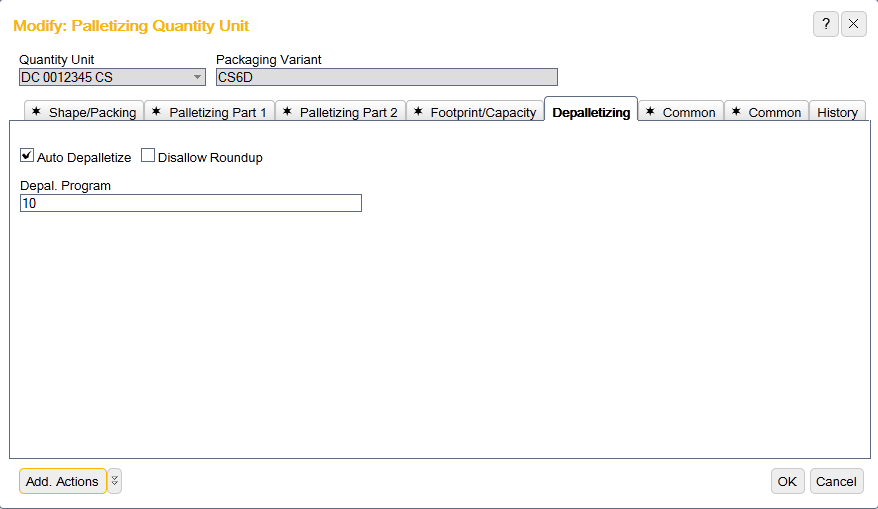 Modify: Palletizing Quantity Unit
?
Quantity Unit Packaging Variant
DC 0012345 CS CS6D
Shape/Packing Palletizing Part 1 Palletizing Part 2 Footprint/Capacity Depalletizing Common Common History
Auto Depalletize Disallow Roundup
Depal. Program
10
Add. Actions OK Cancel